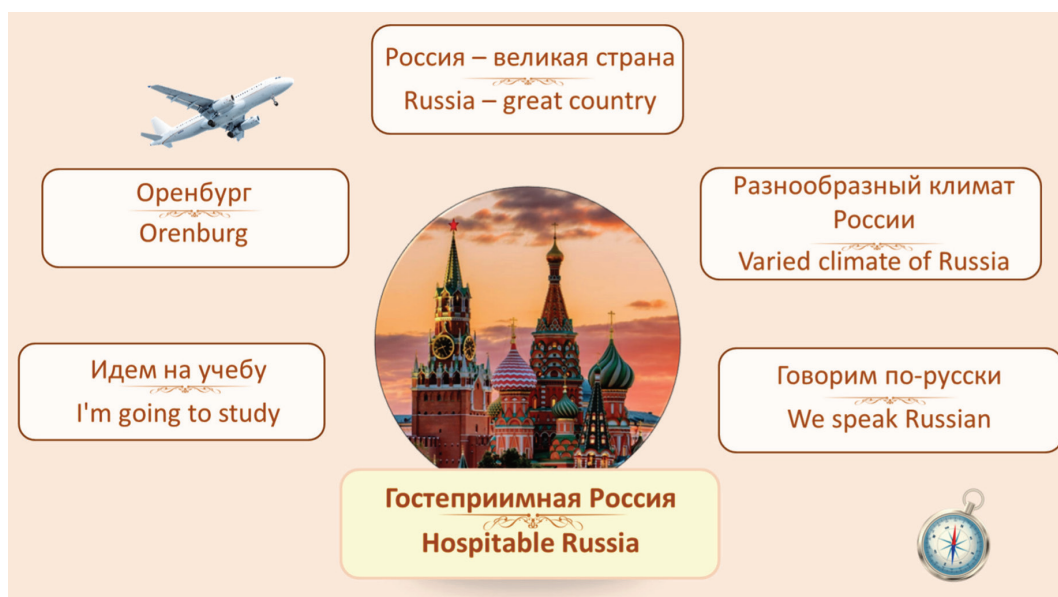 Россия – великая страна
Russia – great country
Оренбург
Orenburg
Разнообразный климат
России
Varied climate of Russia
Идем на учебу
I'm going to study
Говорим по-русски
We speak Russian
Гостеприимная Россия
Hospitable Russia